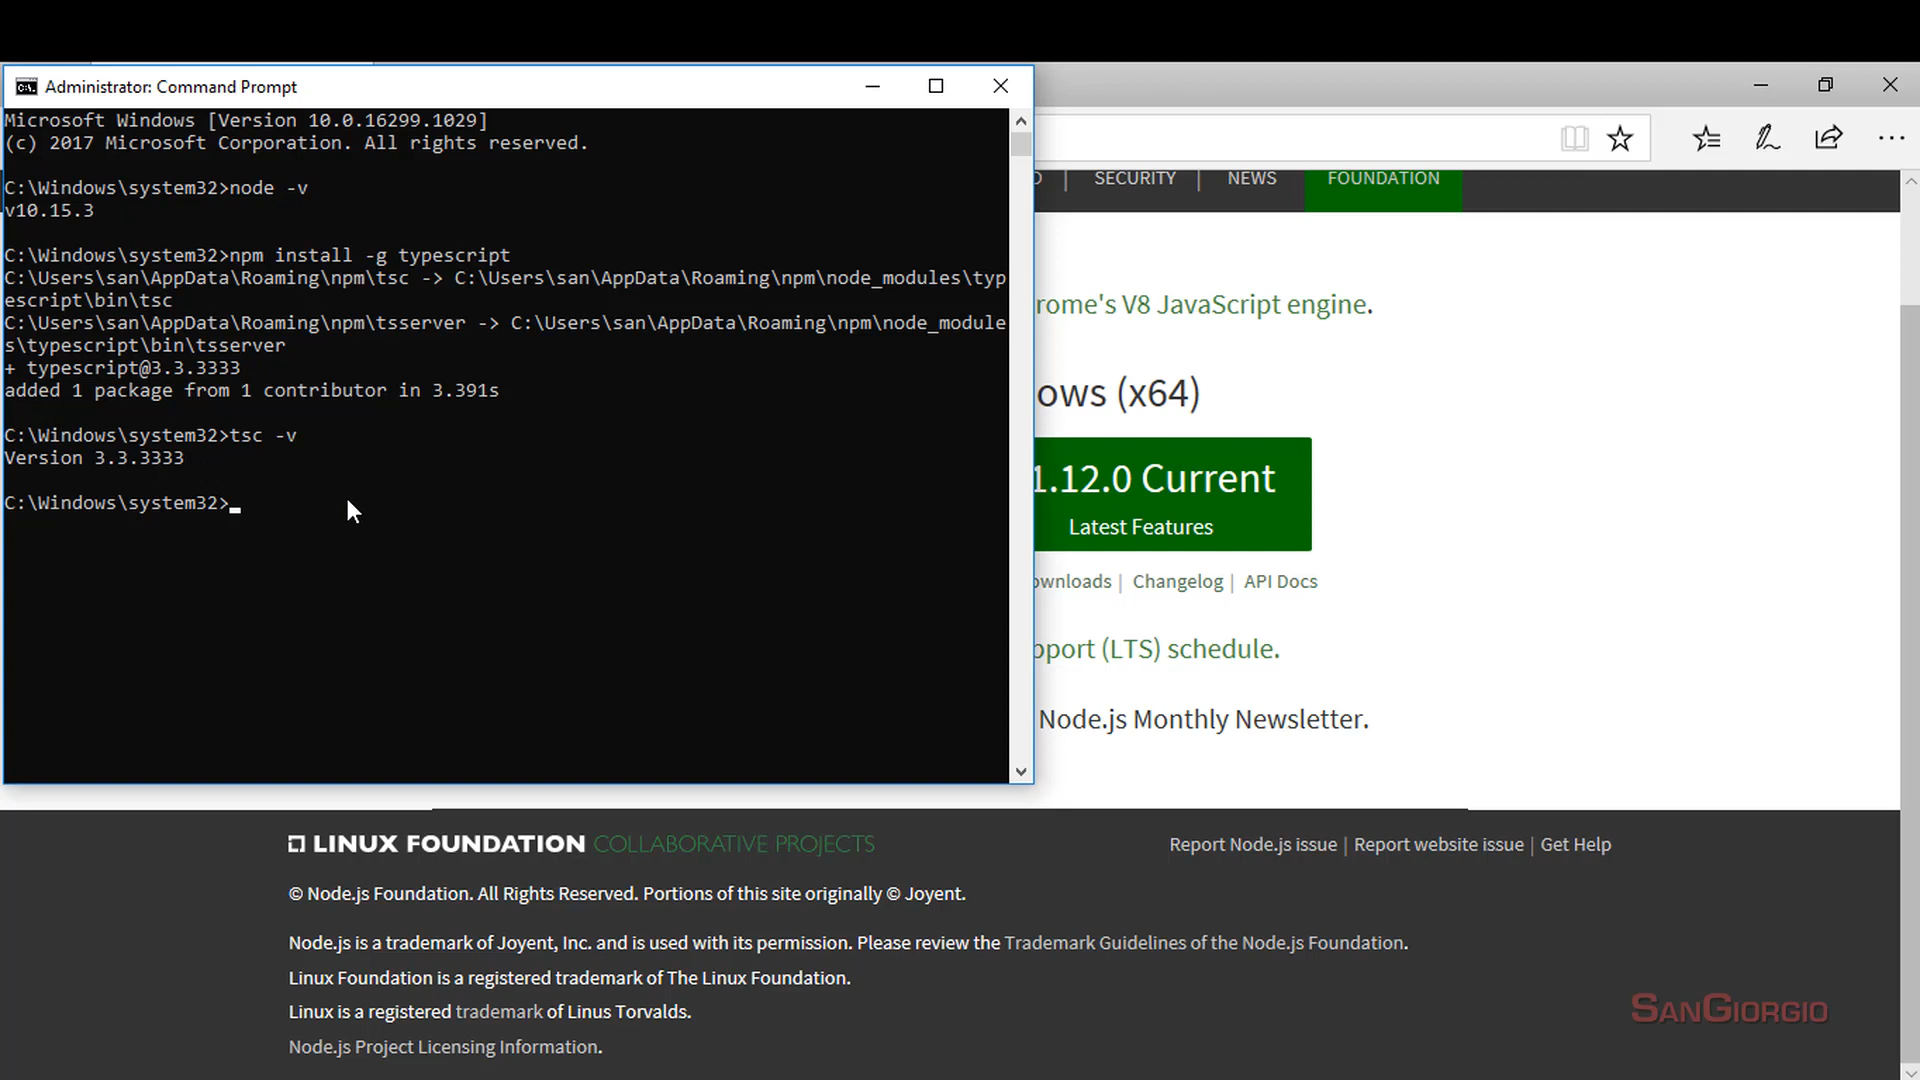 Administrator: Command Prompt
Microsoft Windows [Version 10.0.16299.1029]
(c) 2017 Microsoft Corporation. All rights reserved.
C:\Windows\system32>node -v
v10.15.3
C:\Windows\system32>npm install -g typescript
C:\Users\san\AppData\Roaming\npm\tsc -> C:\Users\san\AppData\Roaming\npm\node_modules\typ
escript\bin\tsc
C:\Users\san\AppData\Roaming\npm\tsserver -> C:\Users\san\AppData\Roaming\npm\node_module
s\typescript\bin\tsserver
+ typescript@3.3.3333
added 1 package from 1 contributor in 3.391s
C:\Windows\system32>tsc -v
Version 3.3.3333
C:\Windows\system32>
| SECURITY | NEWS FOUNDATION
rome's V8 JavaScript engine.
ows (x64)
1.12.0 Current
Latest Features
ownloads | Changelog | API Docs
pport (LTS) schedule.
Node.js Monthly Newsletter.
LINUX FOUNDATION COLLABORATIVE PROJECTS
Report Node.js issue | Report website issue | Get Help
© Node.js Foundation. All Rights Reserved. Portions of this site originally © Joyent.
Node.js is a trademark of Joyent, Inc. and is used with its permission. Please review the Trademark Guidelines of the Node.js Foundation.
Linux Foundation is a registered trademark of The Linux Foundation.
Linux is a registered trademark of Linus Torvalds.
Node.js Project Licensing Information.
SANGIORGIO